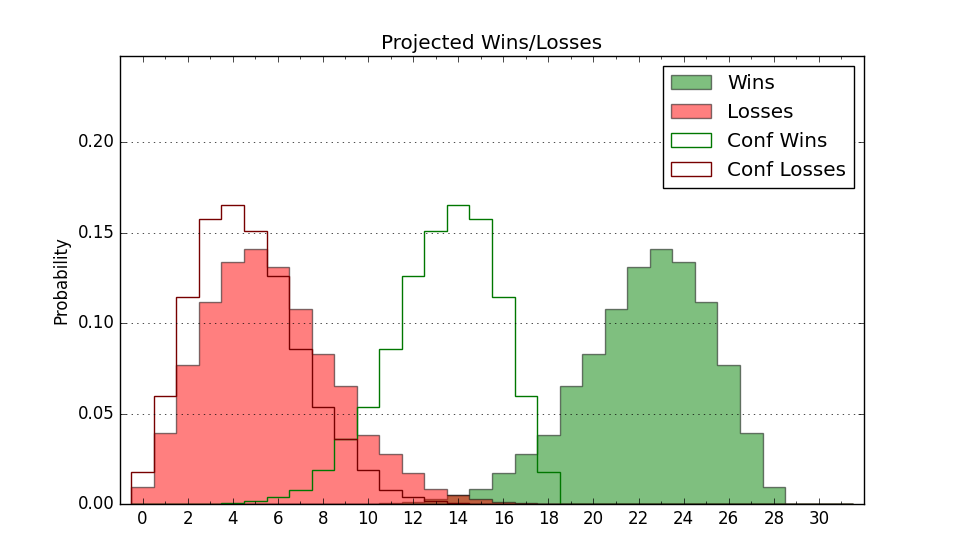 Projected Wins/Losses
Wins
Losses
Conf Wins
Conf Losses
Probability
0.20
0.15
0.10
0.05
0.00
0 2 4 6 8 10 12 14 16 18 20 22 24 26 28 30